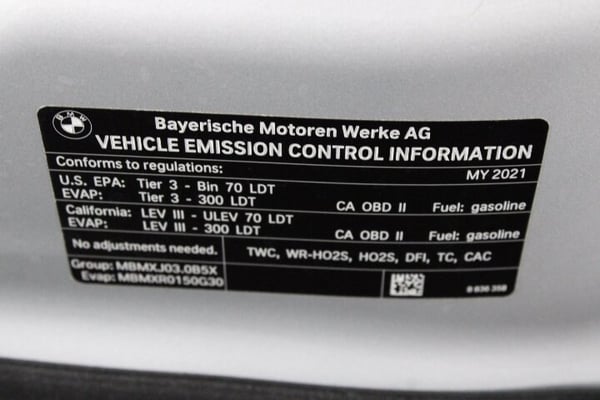 BMW
Bayerische Motoren Werke AG
VEHICLE EMISSION CONTROL INFORMATION
Conforms to regulations: MY 2021
U.S. EPA: Tier 3 - Bin 70 LDT
EVAP: Tier 3 - 300 LDT CA OBD II Fuel: gasoline
California: LEV III - ULEV 70 LDT
EVAP: LEV III - 300 LDT CA OBD II Fuel: gasoline
No adjustments needed. TWC, WR-HO2S, HO2S, DFI, TC, CAC
Group: MBMXJ03.0B5X
Evap: MBMXR0150G30